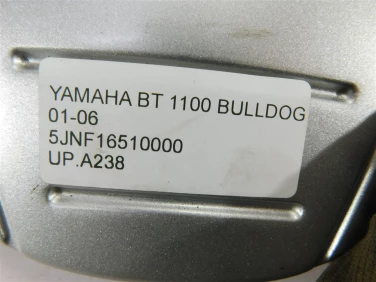 YAMAHA BT 1100 BULLDOG
01-06
5JNF16510000
UP.A238